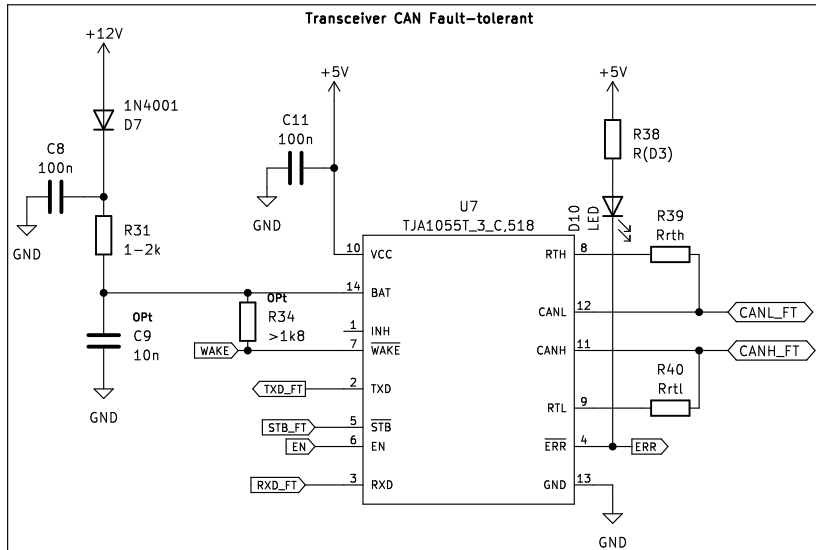 Transceiver CAN Fault-tolerant
+12V
1N4001
D7
C8
100n
GND
R31
1-2k
OPt
C9
10n
GND
+5V
C11
100n
GND
OPt
R34
>1k8
WAKE
TXD_FT
STB_FT
EN
RXD_FT
U7
TJA1055T_3_C,518
10 VCC
14 BAT
1 INH
7 WAKE
2 TXD
5 STB
6 EN
3 RXD
RTH 8
CANL 12
CANH 11
RTL 9
ERR 4
GND 13
+5V
R38
R(D3)
D10
LED
R39
Rrth
CANL_FT
CANH_FT
R40
Rrtl
ERR
GND